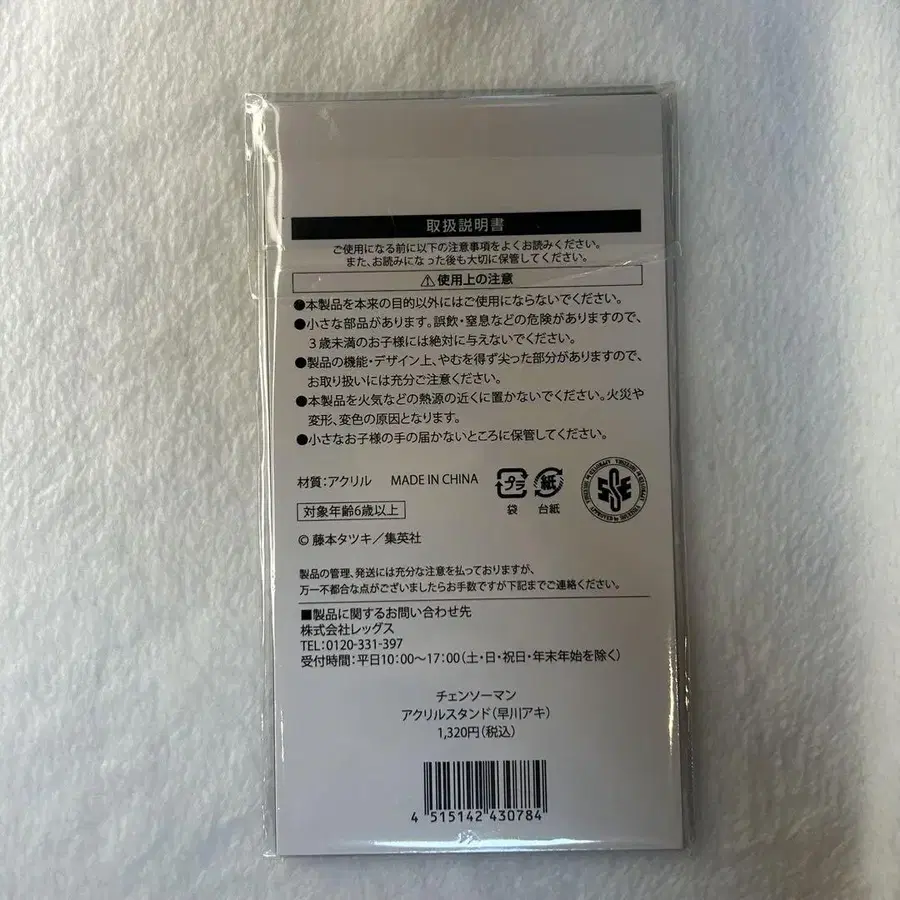 取扱説明書
ご使用になる前に以下の注意事項をよくお読みください。
また、お読みになった後も大切に保管してください。
⚠使用上の注意
●本製品を本来の目的以外にはご使用にならないでください。
●小さな部品があります。誤飲・窒息などの危険がありますので、
３歳未満のお子様には絶対に与えないでください。
●製品の機能・デザイン上、やむを得ず尖った部分がありますので、
お取り扱いには充分ご注意ください。
●本製品を火気などの熱源の近くに置かないでください。火災や
変形、変色の原因となります。
●小さなお子様の手の届かないところに保管してください。
材質：アクリル MADE IN CHINA
プラ 紙
袋 台紙
対象年齢6歳以上
© 藤本タツキ／集英社
製品の管理、発送には充分な注意を払っておりますが、
万一不都合な点がございましたらお手数ですが下記までご連絡ください。
■製品に関するお問い合わせ先
株式会社レッグス
TEL：0120-331-397
受付時間：平日10：00～17：00（土・日・祝日・年末年始を除く）
チェンソーマン
アクリルスタンド（早川アキ）
1,320円（税込）
4 515142 430784